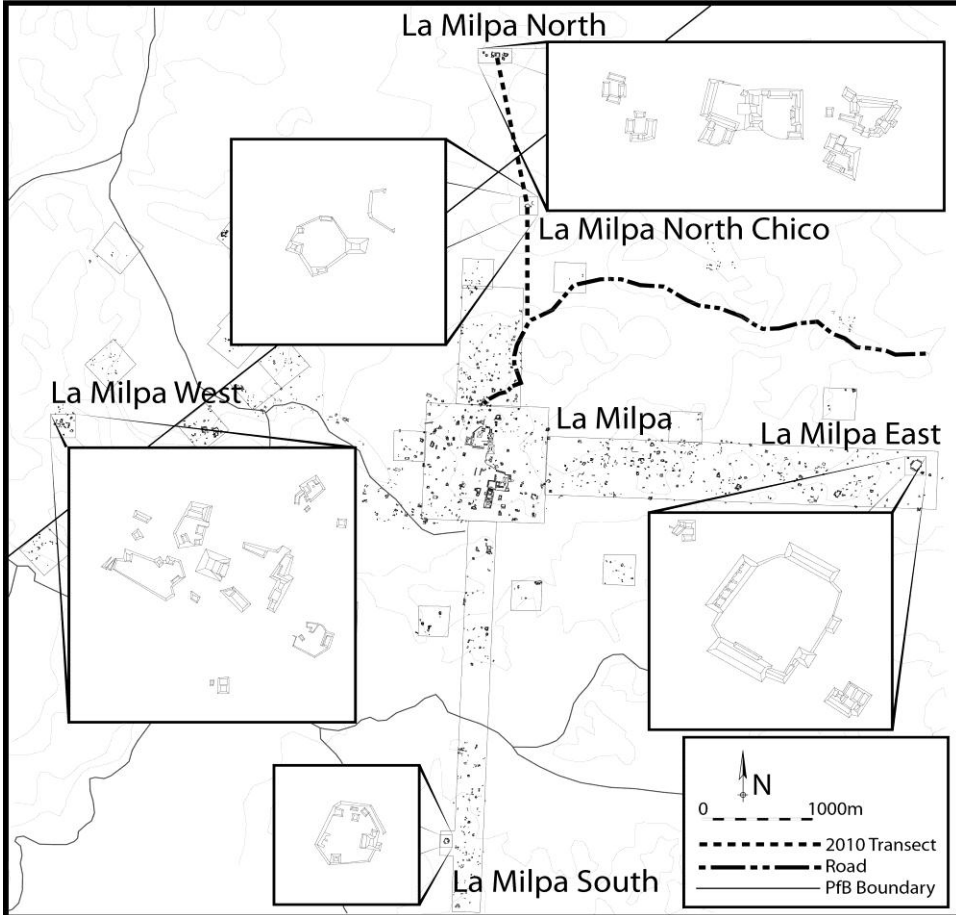 La Milpa North
La Milpa North Chico
La Milpa West
La Milpa
La Milpa East
La Milpa South
N
0 1000m
2010 Transect
Road
PfB Boundary